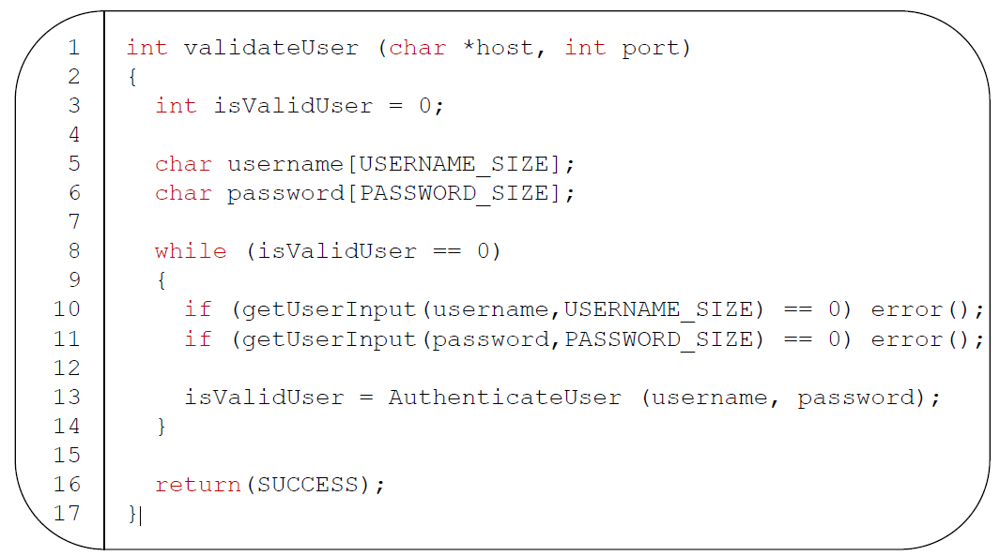 1 int validateUser (char *host, int port)
2 {
3 int isValidUser = 0;
4
5 char username[USERNAME_SIZE];
6 char password[PASSWORD_SIZE];
7
8 while (isValidUser == 0)
9 {
10 if (getUserInput(username,USERNAME_SIZE) == 0) error();
11 if (getUserInput(password,PASSWORD_SIZE) == 0) error();
12
13 isValidUser = AuthenticateUser (username, password);
14 }
15
16 return(SUCCESS);
17 }